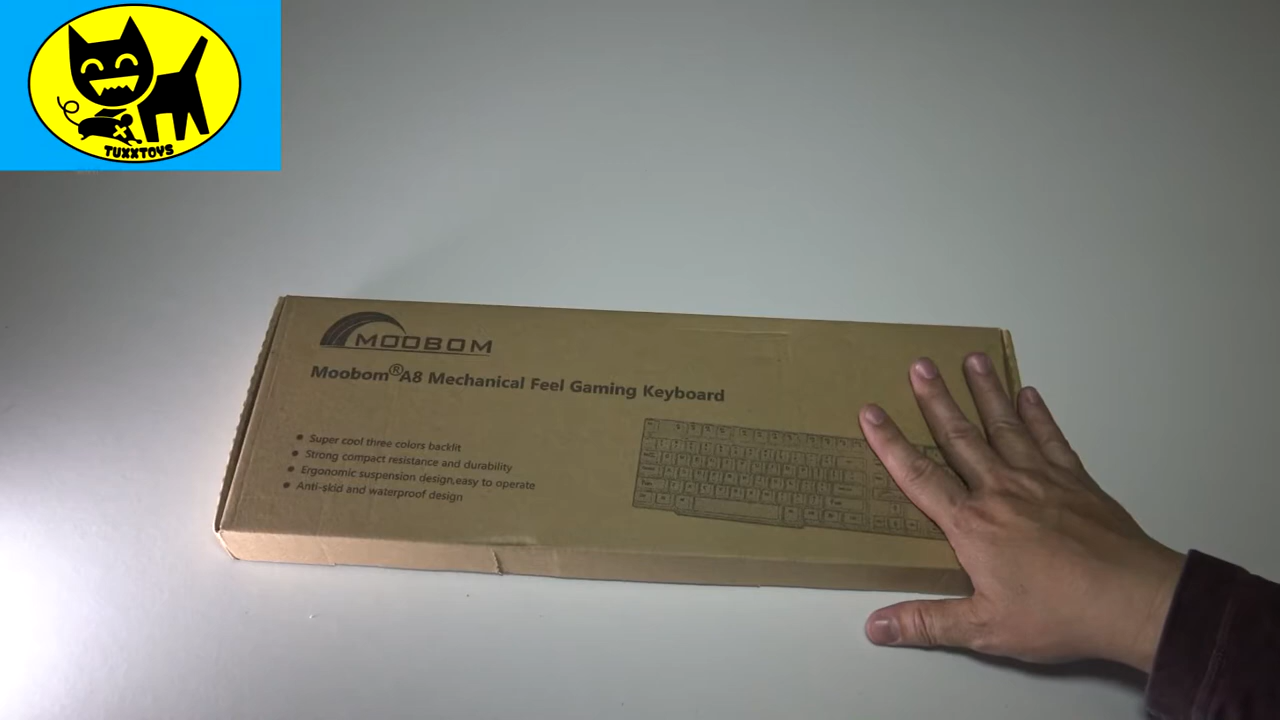 TUXXTOYS
MOOBOM
Moobom®A8 Mechanical Feel Gaming Keyboard
● Super cool three colors backlit
● Strong compact resistance and durability
● Ergonomic suspension design,easy to operate
● Anti-skid and waterproof design